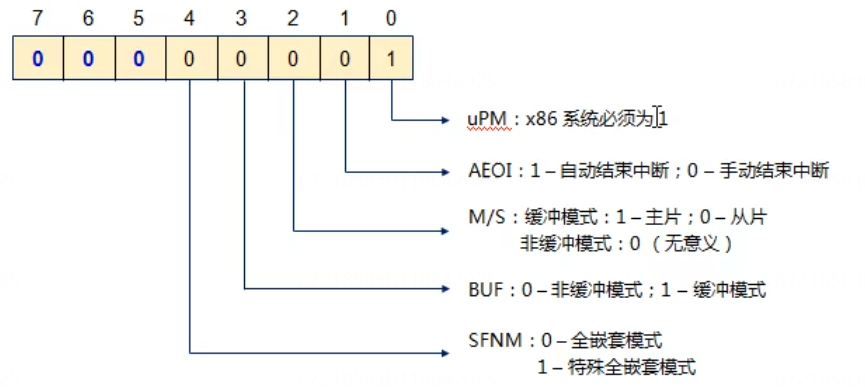 7 6 5 4 3 2 1 0
0 0 0 0 0 0 0 1
uPM：x86 系统必须为 1
AEOI：1 – 自动结束中断；0 – 手动结束中断
M/S：缓冲模式：1 – 主片；0 – 从片
非缓冲模式：0 （无意义）
BUF：0 – 非缓冲模式；1 – 缓冲模式
SFNM：0 – 全嵌套模式
1 – 特殊全嵌套模式